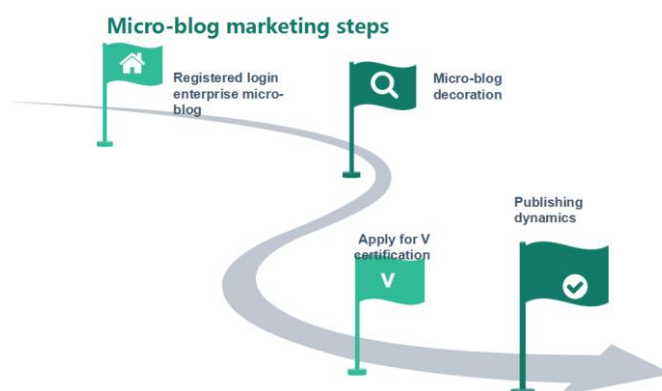 Micro-blog marketing steps
Registered login
enterprise micro-
blog
Micro-blog
decoration
Apply for V
certification
V
Publishing
dynamics